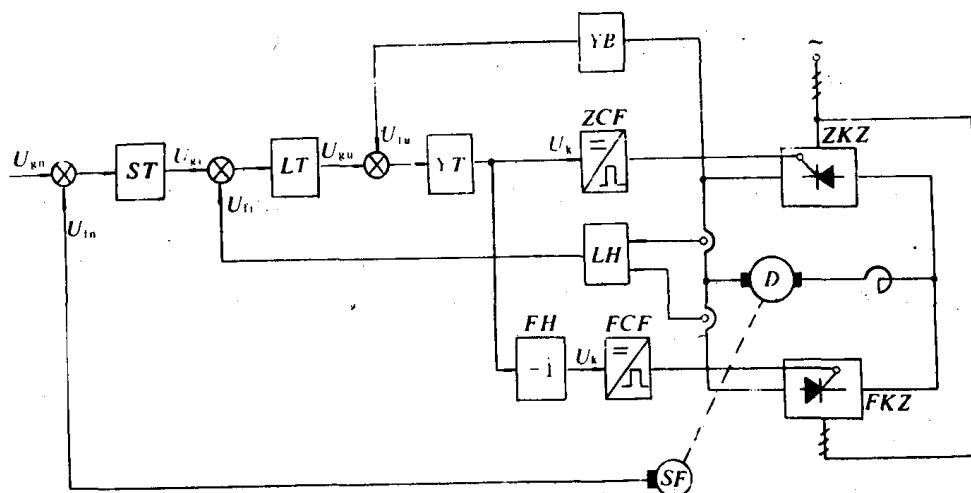 YB
~
ZCF
ZKZ
U_gn
ST
U_gi
LT
U_gu
U_fu
YT
U_k
U_fn
U_fi
LH
D
FH
-1
U_k
FCF
FKZ
SF